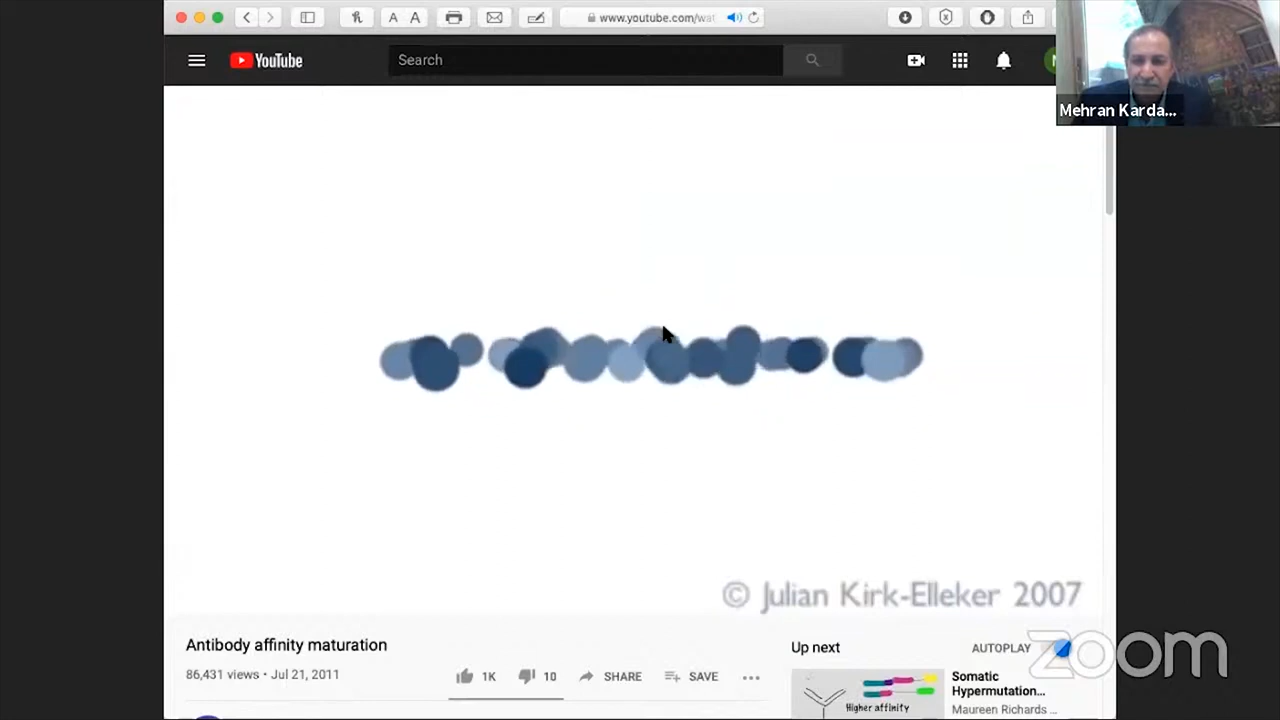 A A
www.youtube.com/wat
YouTube
Search
Mehran Karda...
© Julian Kirk-Elleker 2007
Antibody affinity maturation
86,431 views • Jul 21, 2011
1K
10
SHARE
SAVE
Up next
AUTOPLAY
zoom
Higher affinity
Somatic
Hypermutation...
Maureen Richards ...